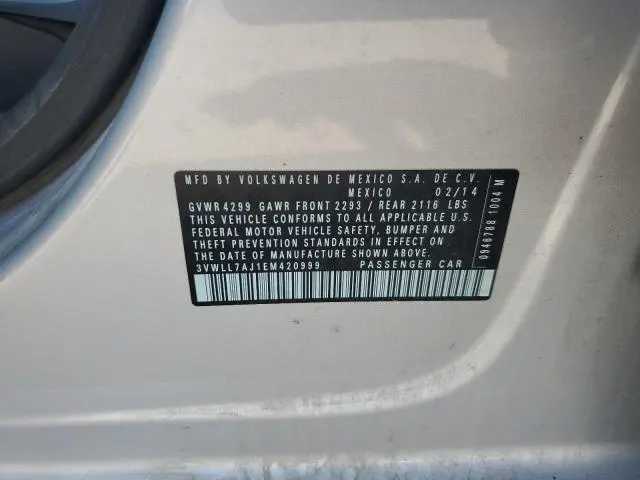 MFD BY VOLKSWAGEN DE MEXICO S.A. DE C.V.
MEXICO 02/14
GVWR 4299 GAWR FRONT 2293 / REAR 2116 LBS
THIS VEHICLE CONFORMS TO ALL APPLICABLE U.S.
FEDERAL MOTOR VEHICLE SAFETY, BUMPER AND
THEFT PREVENTION STANDARDS IN EFFECT ON
THE DATE OF MANUFACTURE SHOWN ABOVE.
3VWLL7AJ1EM420999 PASSENGER CAR
0946788 1004 M